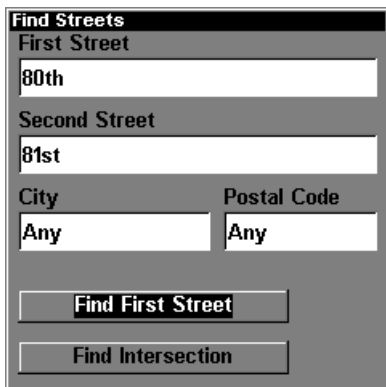 Find Streets
First Street
80th
Second Street
81st
City Postal Code
Any Any
Find First Street
Find Intersection